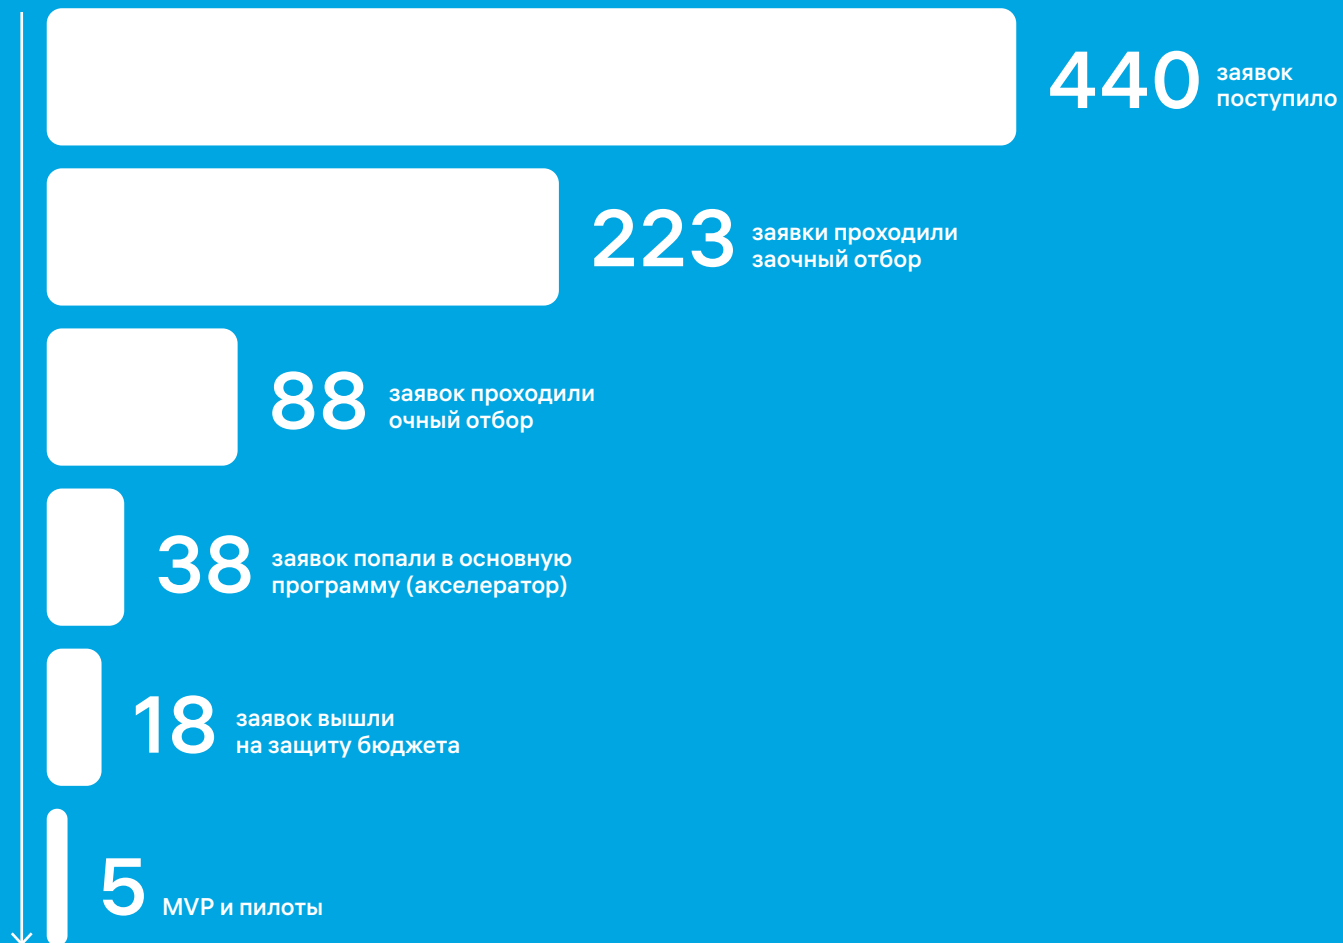 440 заявок
поступило
223 заявки проходили
заочный отбор
88 заявок проходили
очный отбор
38 заявок попали в основную
программу (акселератор)
18 заявок вышли
на защиту бюджета
5 MVP и пилоты